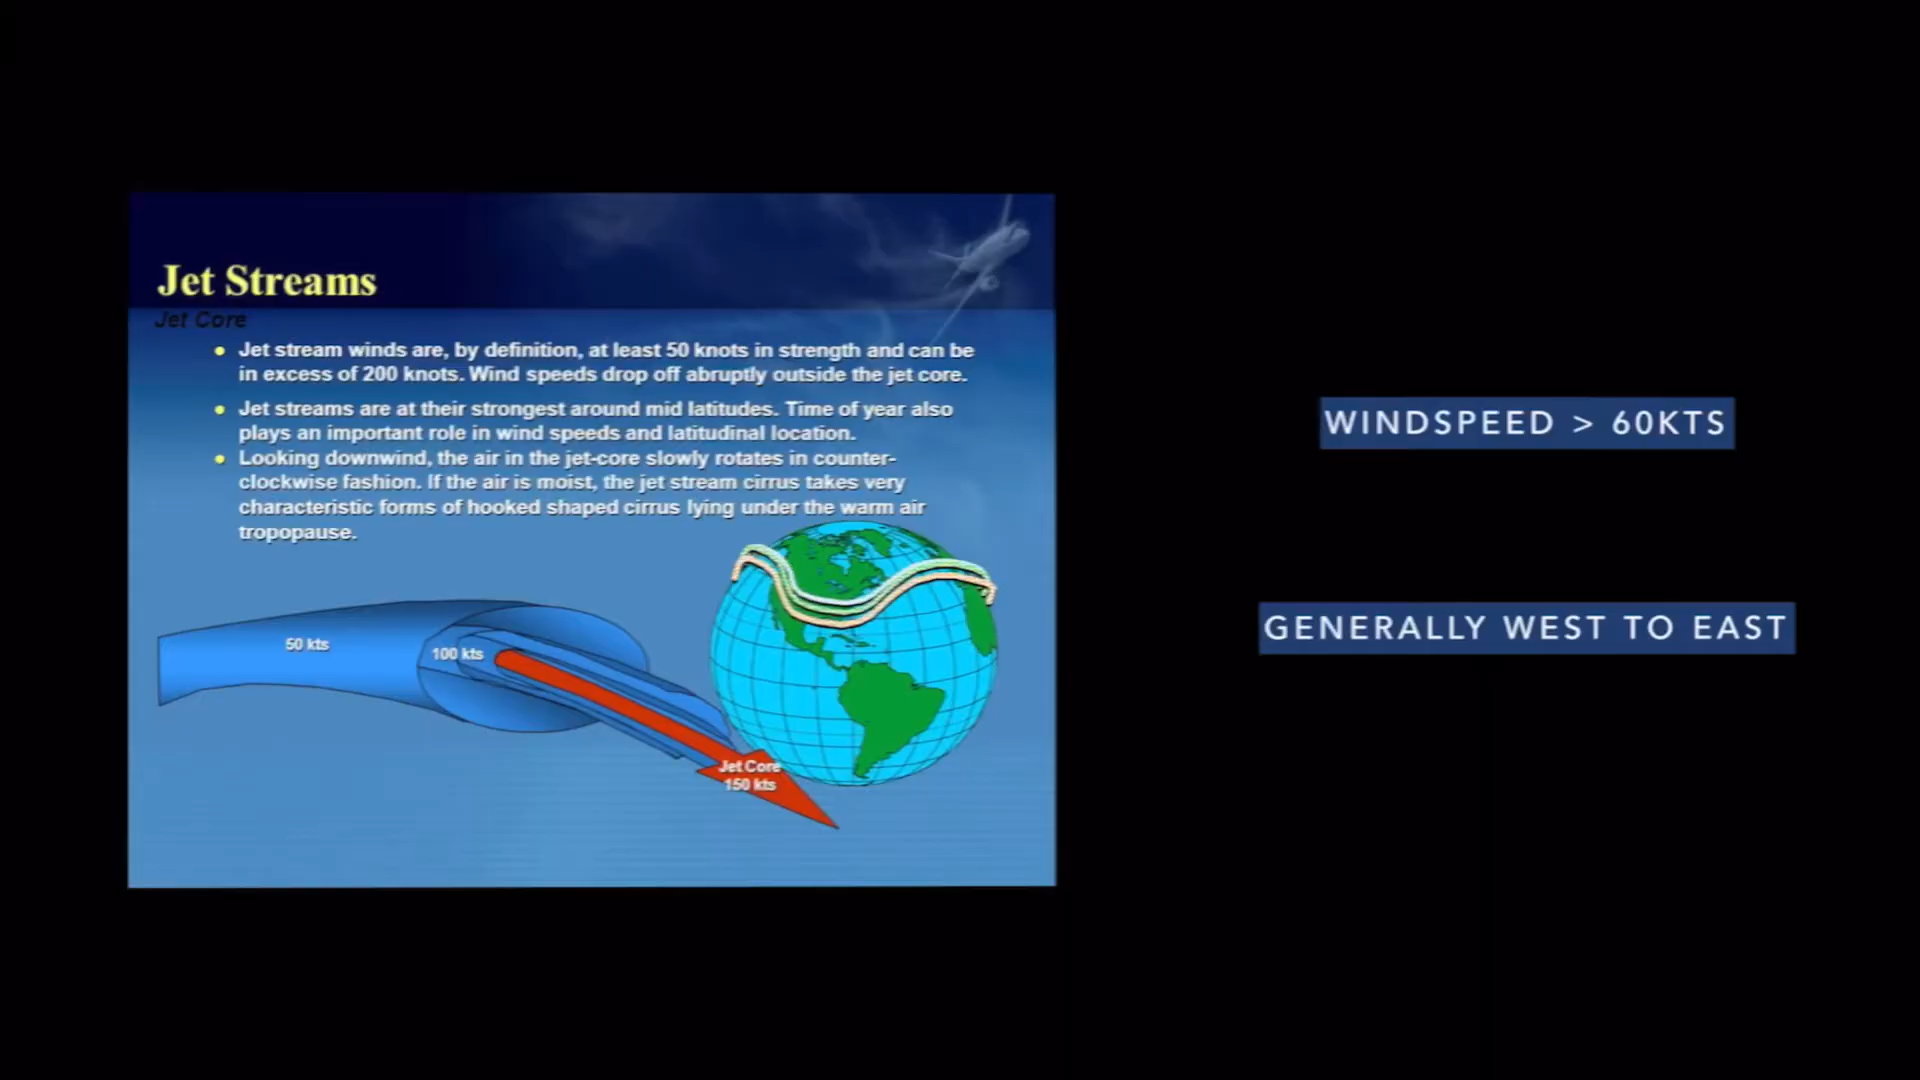 Jet Streams
Jet Core
Jet stream winds are, by definition, at least 50 knots in strength and can be
in excess of 200 knots. Wind speeds drop off abruptly outside the jet core.
Jet streams are at their strongest around mid latitudes. Time of year also
plays an important role in wind speeds and latitudinal location.
Looking downwind, the air in the jet-core slowly rotates in counter-
clockwise fashion. If the air is moist, the jet stream cirrus takes very
characteristic forms of hooked shaped cirrus lying under the warm air
tropopause.
50 kts
100 kts
Jet Core
150 kts
WINDSPEED > 60KTS
GENERALLY WEST TO EAST